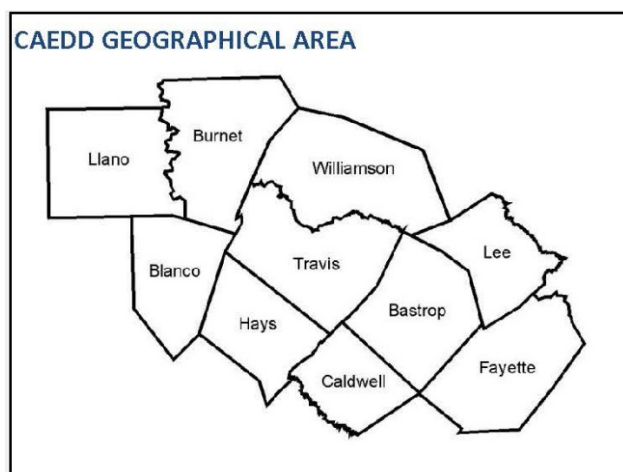 CAEDD GEOGRAPHICAL AREA
Burnet
Llano
Williamson
Lee
Travis
Blanco
Bastrop
Hays
Fayette
Caldwell